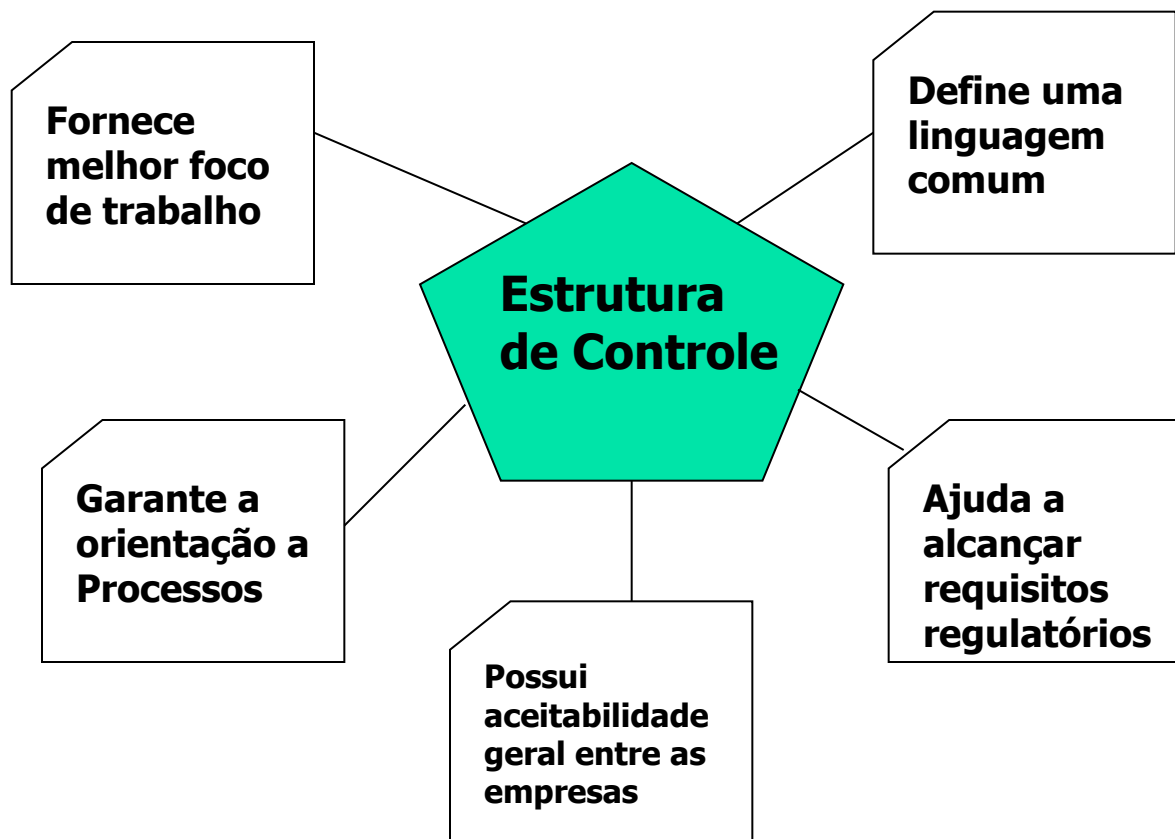 Fornece
melhor foco
de trabalho
Define uma
linguagem
comum
Estrutura
de Controle
Garante a
orientação a
Processos
Ajuda a
alcançar
requisitos
regulatórios
Possui
aceitabilidade
geral entre as
empresas